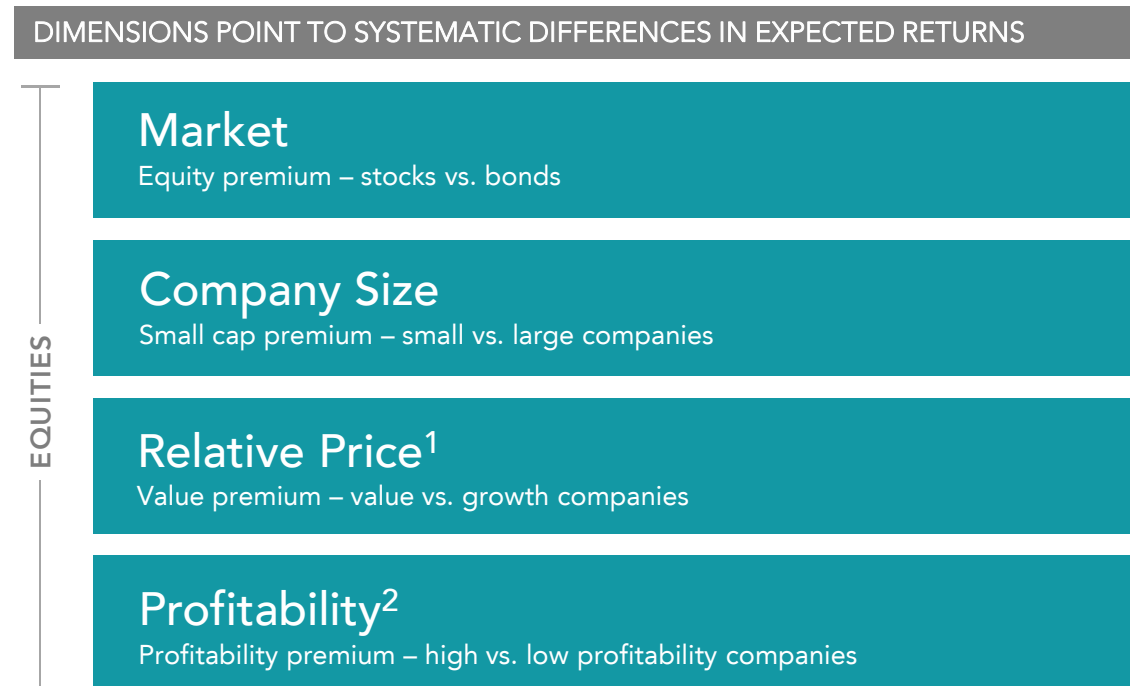 DIMENSIONS POINT TO SYSTEMATIC DIFFERENCES IN EXPECTED RETURNS
EQUITIES
Market
Equity premium – stocks vs. bonds
Company Size
Small cap premium – small vs. large companies
Relative Price¹
Value premium – value vs. growth companies
Profitability²
Profitability premium – high vs. low profitability companies